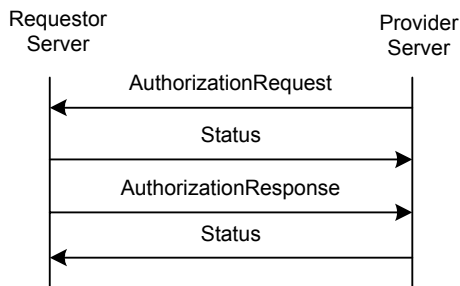 Requestor
Server
Provider
Server
AuthorizationRequest
Status
AuthorizationResponse
Status